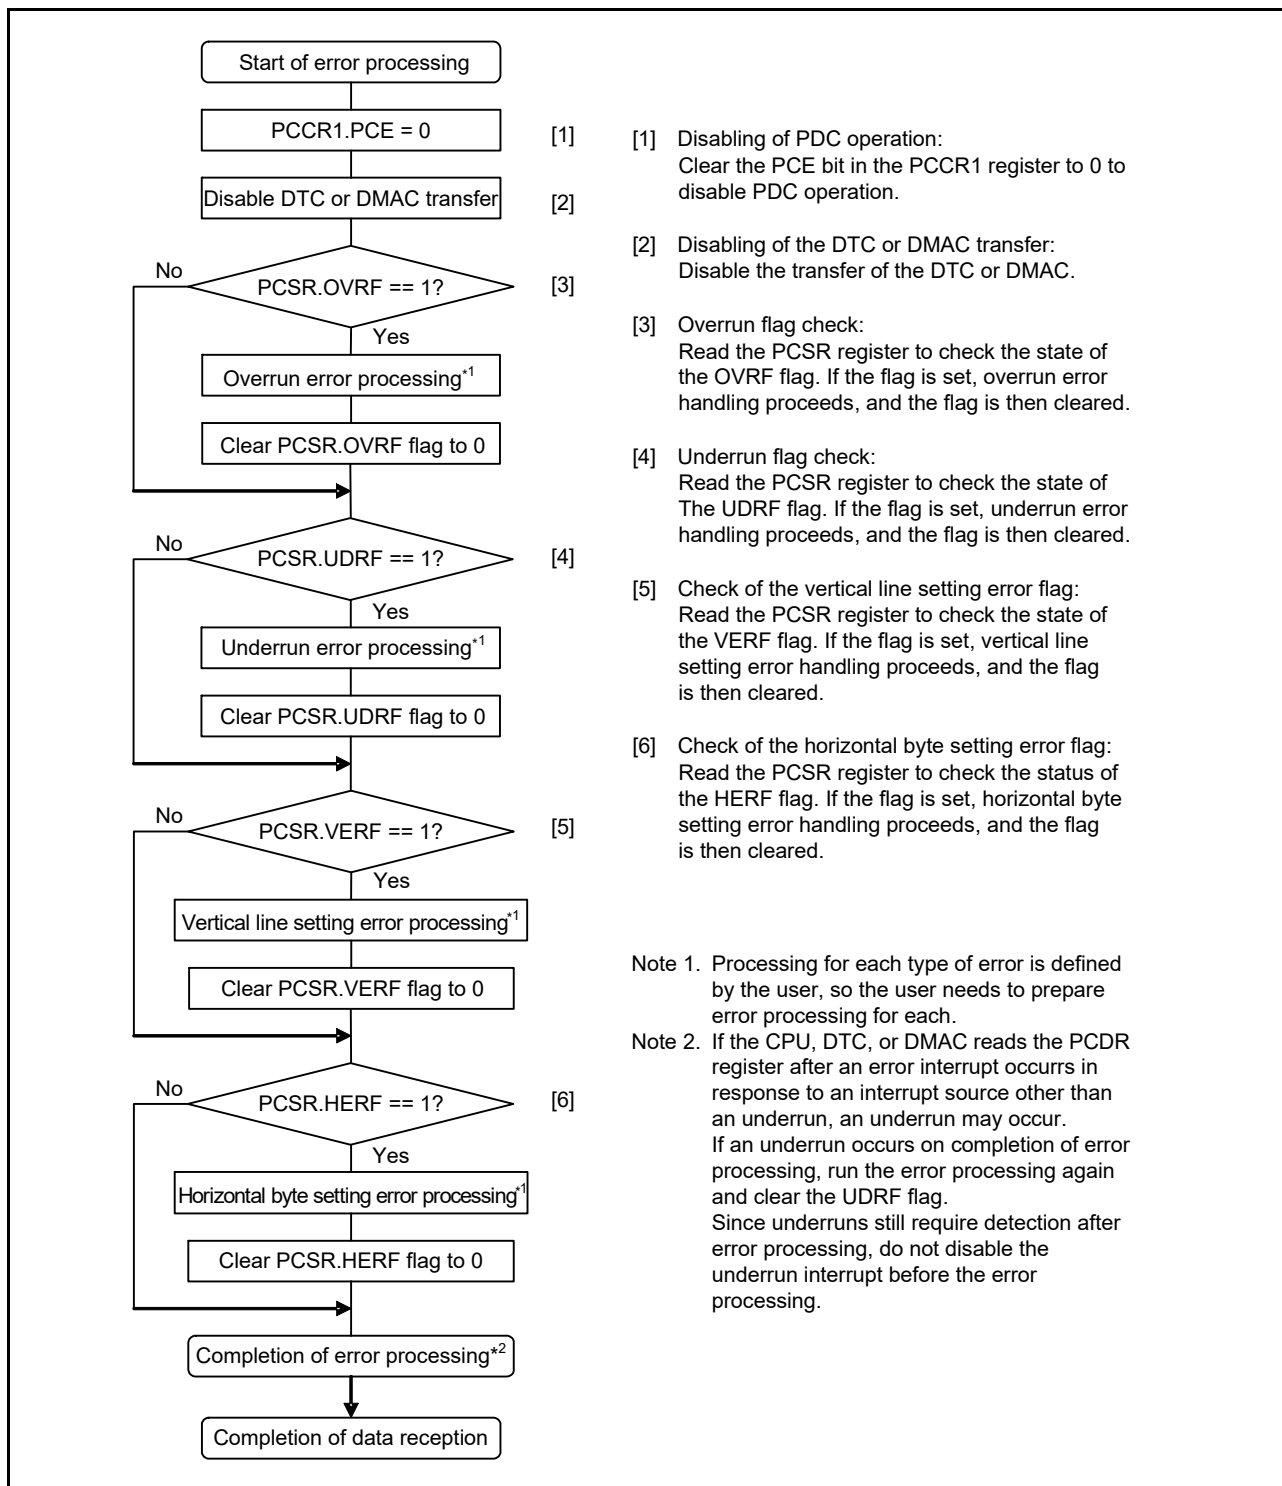 Start of error processing
PCCR1.PCE = 0
[1]
Disable DTC or DMAC transfer
[2]
No
PCSR.OVRF == 1?
[3]
Yes
Overrun error processing*1
Clear PCSR.OVRF flag to 0
No
PCSR.UDRF == 1?
[4]
Yes
Underrun error processing*1
Clear PCSR.UDRF flag to 0
No
PCSR.VERF == 1?
[5]
Yes
Vertical line setting error processing*1
Clear PCSR.VERF flag to 0
No
PCSR.HERF == 1?
[6]
Yes
Horizontal byte setting error processing*1
Clear PCSR.HERF flag to 0
Completion of error processing*2
Completion of data reception
[1] Disabling of PDC operation:
Clear the PCE bit in the PCCR1 register to 0 to
disable PDC operation.
[2] Disabling of the DTC or DMAC transfer:
Disable the transfer of the DTC or DMAC.
[3] Overrun flag check:
Read the PCSR register to check the state of
the OVRF flag. If the flag is set, overrun error
handling proceeds, and the flag is then cleared.
[4] Underrun flag check:
Read the PCSR register to check the state of
The UDRF flag. If the flag is set, underrun error
handling proceeds, and the flag is then cleared.
[5] Check of the vertical line setting error flag:
Read the PCSR register to check the state of
the VERF flag. If the flag is set, vertical line
setting error handling proceeds, and the flag
is then cleared.
[6] Check of the horizontal byte setting error flag:
Read the PCSR register to check the status of
the HERF flag. If the flag is set, horizontal byte
setting error handling proceeds, and the flag
is then cleared.
Note 1. Processing for each type of error is defined
by the user, so the user needs to prepare
error processing for each.
Note 2. If the CPU, DTC, or DMAC reads the PCDR
register after an error interrupt occurrs in
response to an interrupt source other than
an underrun, an underrun may occur.
If an underrun occurs on completion of error
processing, run the error processing again
and clear the UDRF flag.
Since underruns still require detection after
error processing, do not disable the
underrun interrupt before the error
processing.